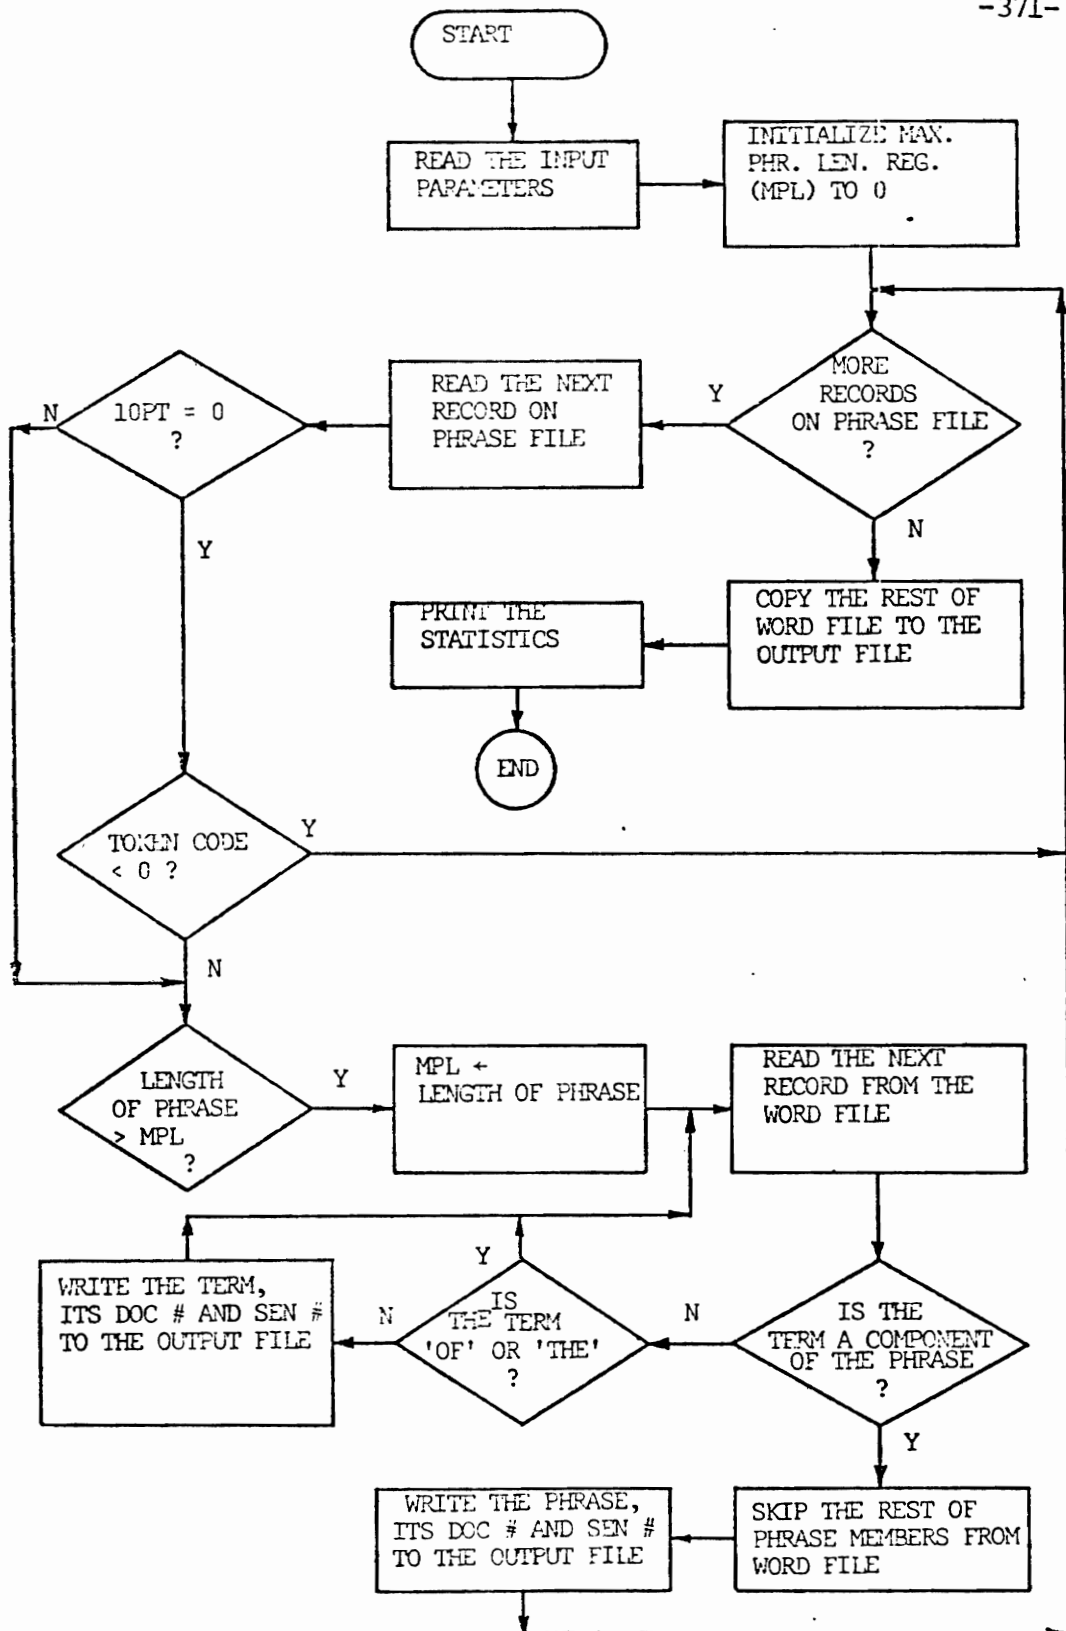 -371-
START
READ THE INPUT
PARAMETERS
INITIALIZE MAX.
PHR. LEN. REG.
(MPL) TO 0
MORE
RECORDS
ON PHRASE FILE
?
Y
N
READ THE NEXT
RECORD ON
PHRASE FILE
10PT = 0
?
N
Y
COPY THE REST OF
WORD FILE TO THE
OUTPUT FILE
PRINT THE
STATISTICS
END
TOKEN CODE
< 0 ?
Y
N
LENGTH
OF PHRASE
> MPL
?
Y
MPL ←
LENGTH OF PHRASE
READ THE NEXT
RECORD FROM THE
WORD FILE
IS THE
TERM A COMPONENT
OF THE PHRASE
?
N
Y
IS
THE TERM
'OF' OR 'THE'
?
Y
N
WRITE THE TERM,
ITS DOC # AND SEN #
TO THE OUTPUT FILE
SKIP THE REST OF
PHRASE MEMBERS FROM
WORD FILE
WRITE THE PHRASE,
ITS DOC # AND SEN #
TO THE OUTPUT FILE